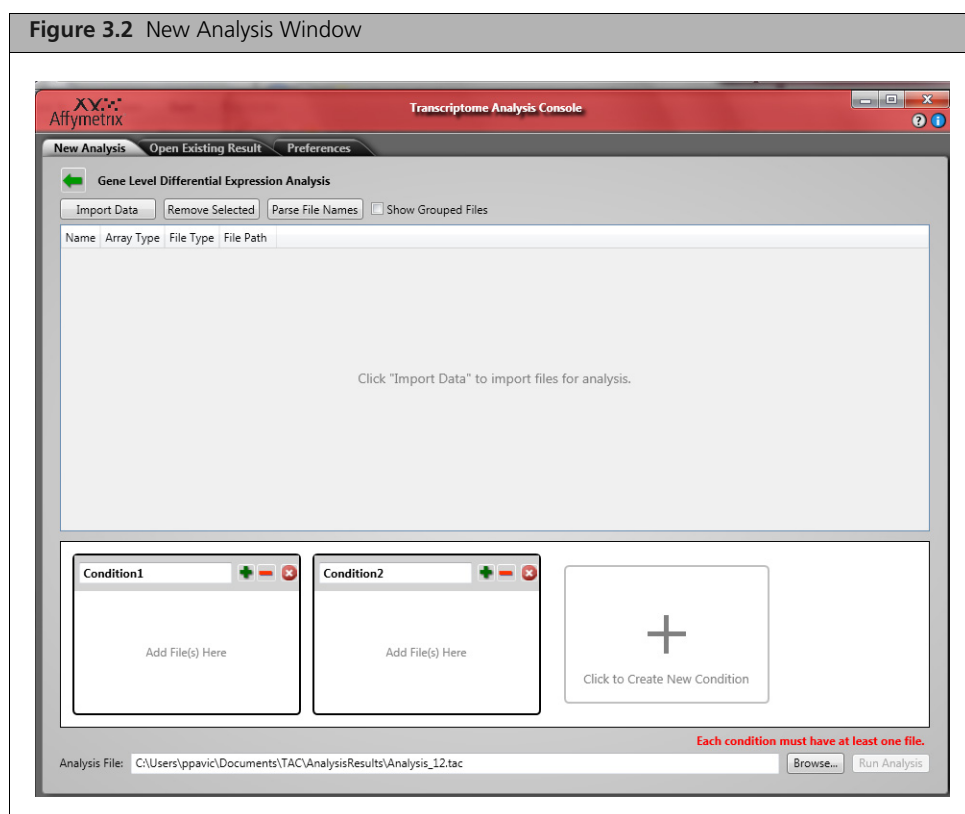 Figure 3.2 New Analysis Window
Affymetrix
Transcriptome Analysis Console
New Analysis Open Existing Result Preferences
Gene Level Differential Expression Analysis
Import Data Remove Selected Parse File Names Show Grouped Files
Name Array Type File Type File Path
Click "Import Data" to import files for analysis.
Condition1 Condition2
Add File(s) Here Add File(s) Here
Click to Create New Condition
Each condition must have at least one file.
Analysis File: C:\Users\ppavic\Documents\TAC\AnalysisResults\Analysis_12.tac Browse... Run Analysis